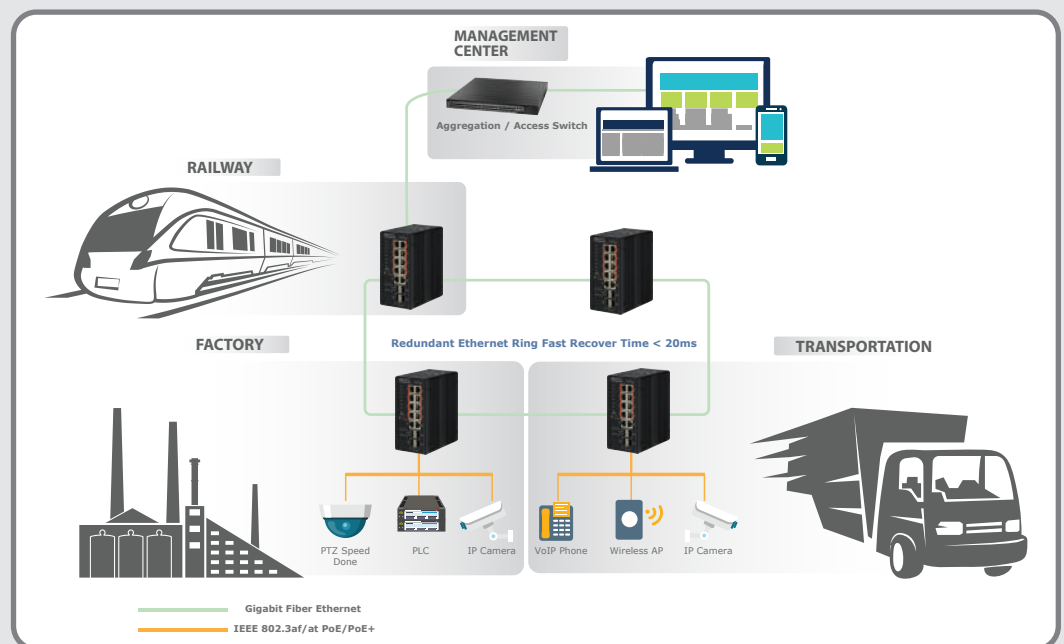 MANAGEMENT
CENTER
Aggregation / Access Switch
RAILWAY
FACTORY
Redundant Ethernet Ring Fast Recover Time < 20ms
TRANSPORTATION
PTZ Speed
Done
PLC
IP Camera
VoIP Phone
Wireless AP
IP Camera
Gigabit Fiber Ethernet
IEEE 802.3af/at PoE/PoE+